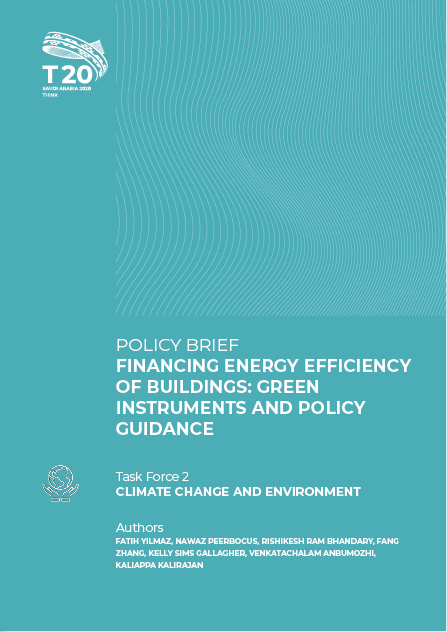 T20
SAUDI ARABIA 2020
THINK
POLICY BRIEF
FINANCING ENERGY EFFICIENCY
OF BUILDINGS: GREEN
INSTRUMENTS AND POLICY
GUIDANCE
Task Force 2
CLIMATE CHANGE AND ENVIRONMENT
Authors
FATIH YILMAZ, NAWAZ PEERBOCUS, RISHIKESH RAM BHANDARY, FANG
ZHANG, KELLY SIMS GALLAGHER, VENKATACHALAM ANBUMOZHI,
KALIAPPA KALIRAJAN